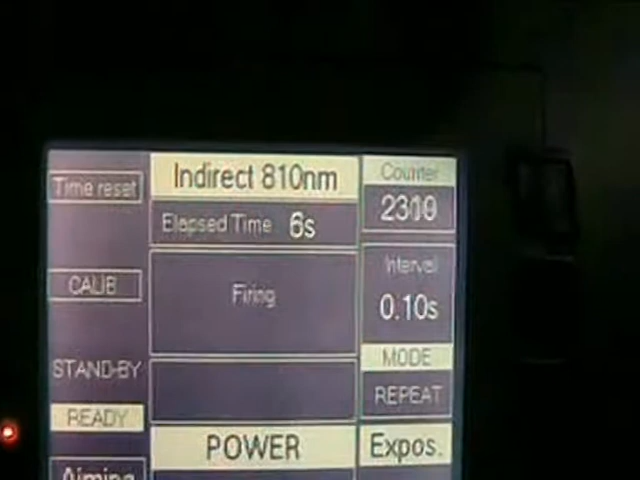 Time reset
Indirect 810nm
Counter
Elapsed Time 6s
CALIB
Firing
Interval
0.10s
STAND-BY
MODE
READY
REPEAT
POWER
Expos.
Aiming